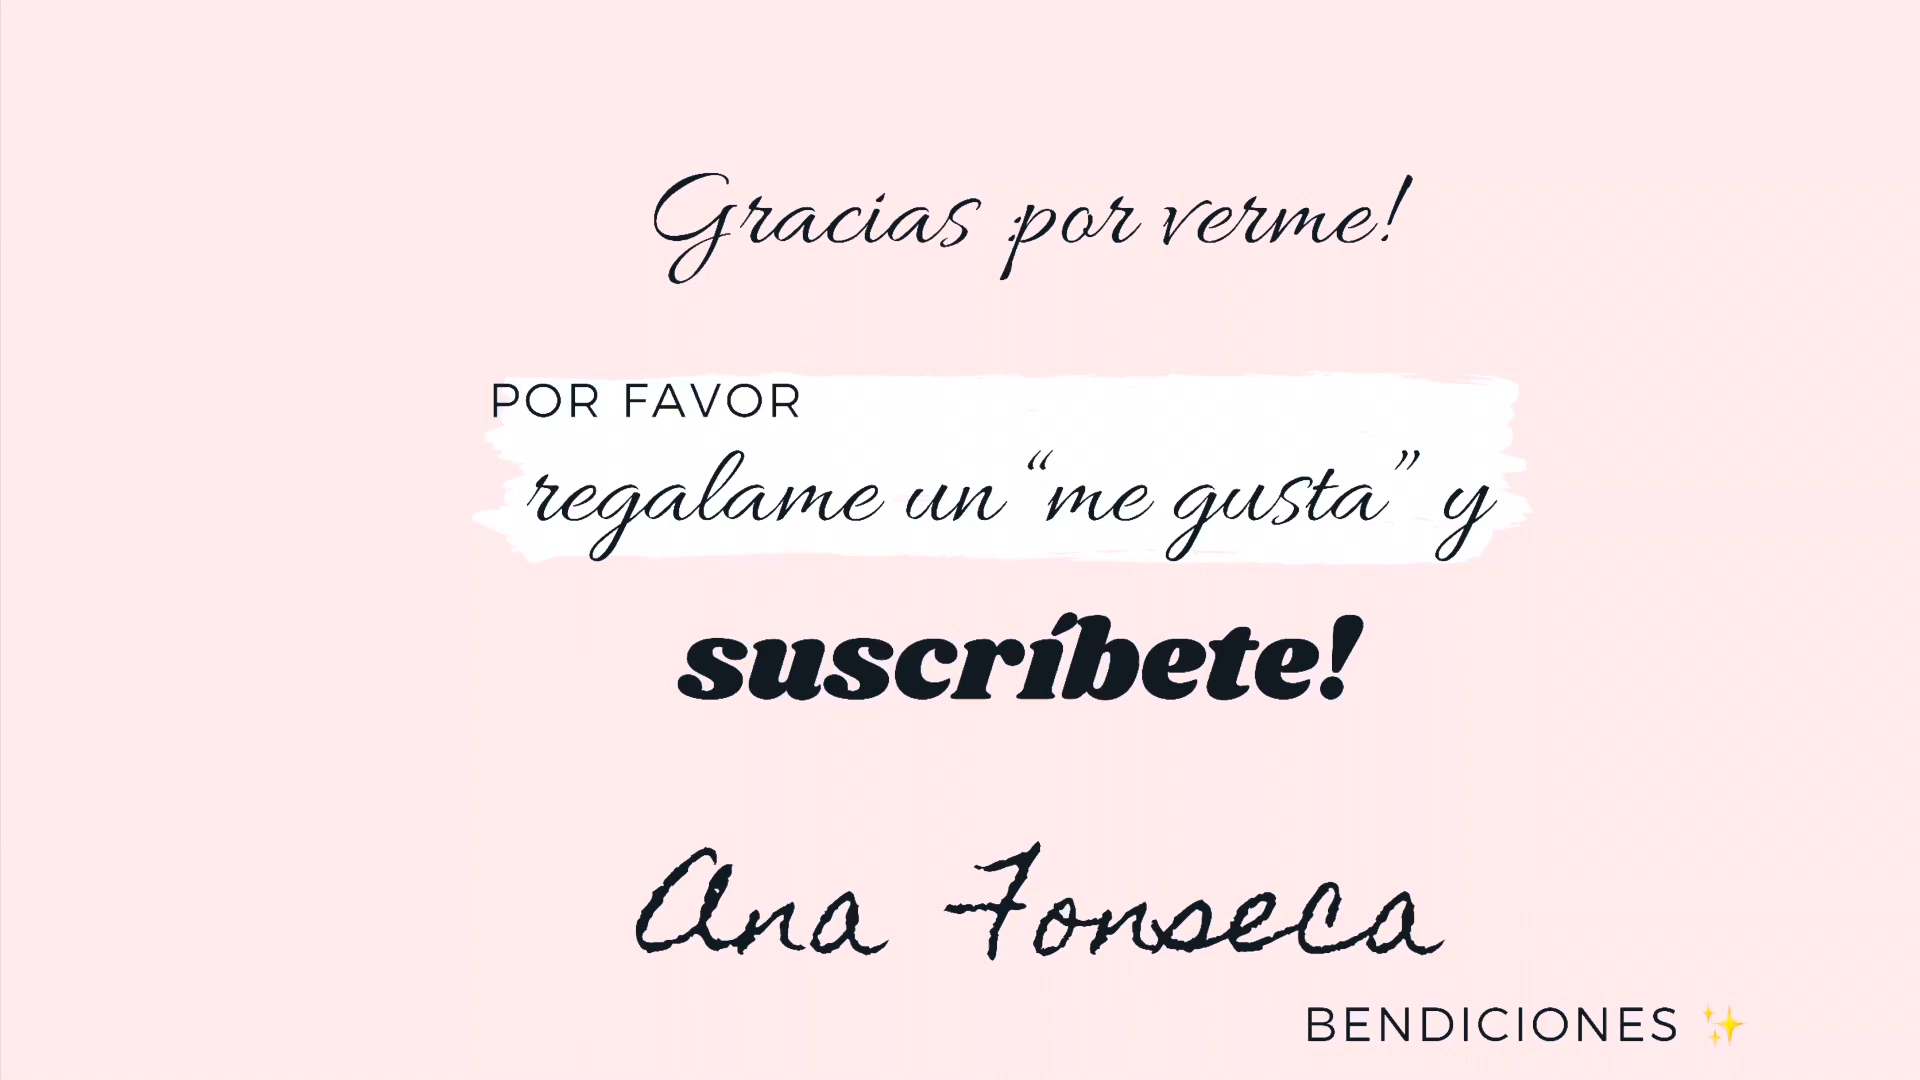 Gracias por verme!
POR FAVOR
regalame un “me gusta” y
suscríbete!
Ana Fonseca
BENDICIONES ✨